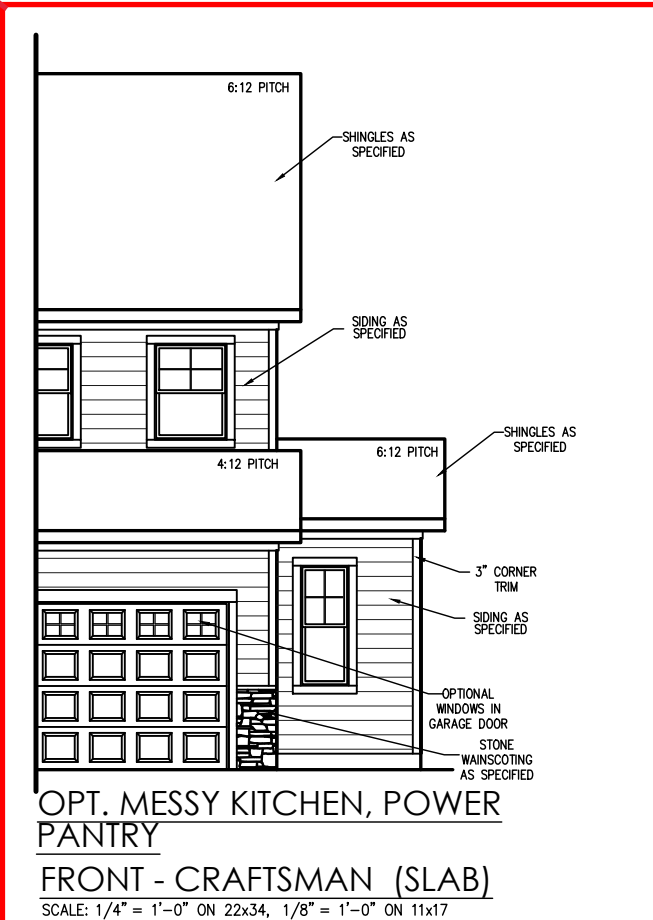 6:12 PITCH
SHINGLES AS
SPECIFIED
SIDING AS
SPECIFIED
SHINGLES AS
SPECIFIED
6:12 PITCH
4:12 PITCH
3" CORNER
TRIM
SIDING AS
SPECIFIED
OPTIONAL
WINDOWS IN
GARAGE DOOR
STONE
WAINSCOTING
AS SPECIFIED
OPT. MESSY KITCHEN, POWER
PANTRY
FRONT - CRAFTSMAN (SLAB)
SCALE: 1/4" = 1'-0" ON 22x34, 1/8" = 1'-0" ON 11x17